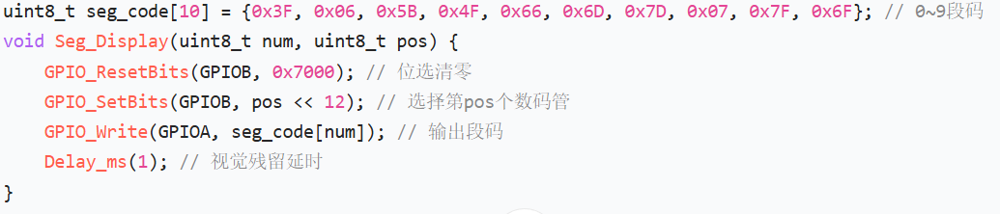 uint8_t seg_code[10] = {0x3F, 0x06, 0x5B, 0x4F, 0x66, 0x6D, 0x7D, 0x07, 0x7F, 0x6F}; // 0~9段码
void Seg_Display(uint8_t num, uint8_t pos) {
    GPIO_ResetBits(GPIOB, 0x7000); // 位选清零
    GPIO_SetBits(GPIOB, pos << 12); // 选择第pos个数码管
    GPIO_Write(GPIOA, seg_code[num]); // 输出段码
    Delay_ms(1); // 视觉残留延时
}